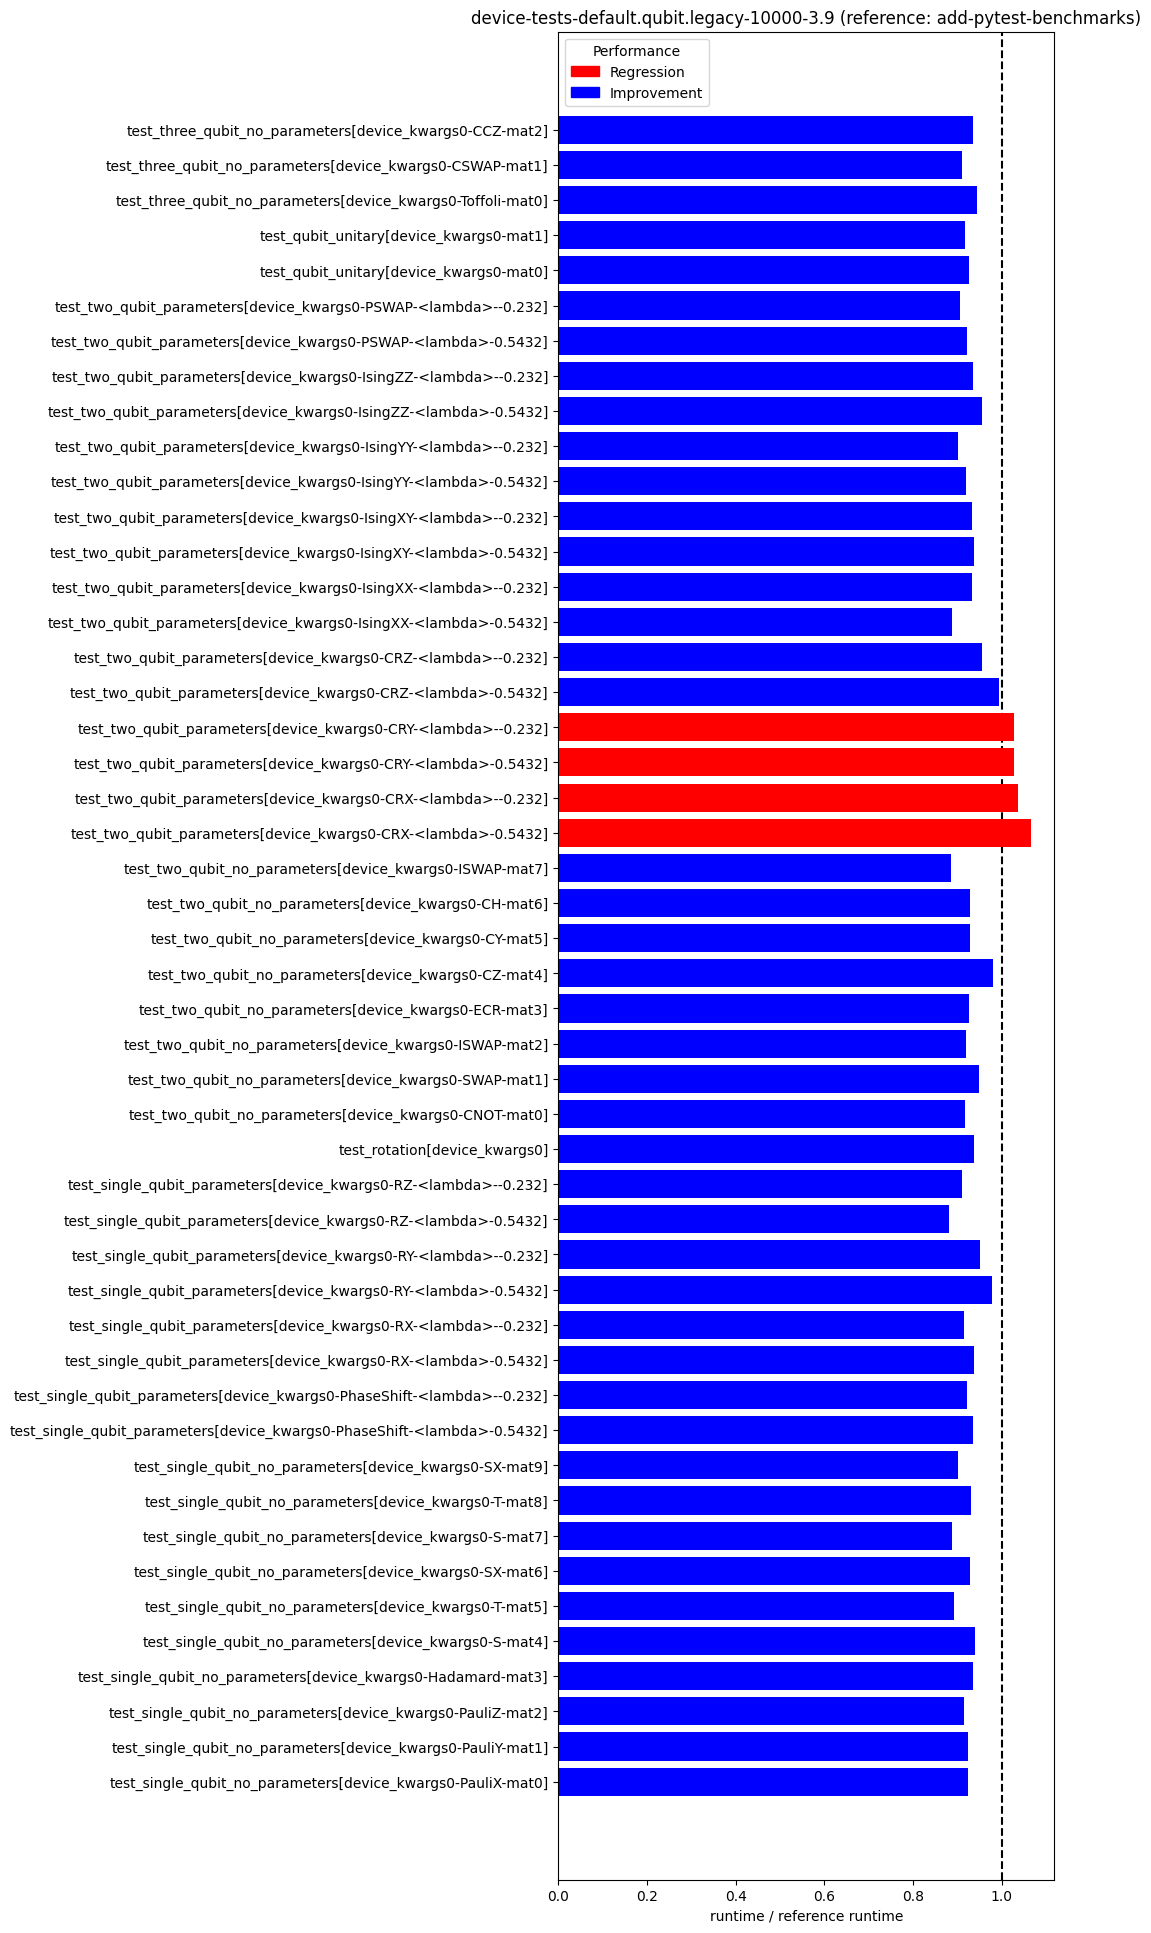 device-tests-default.qubit.legacy-10000-3.9 (reference: add-pytest-benchmarks)
Performance
Regression
Improvement
test_three_qubit_no_parameters[device_kwargs0-CCZ-mat2]
test_three_qubit_no_parameters[device_kwargs0-CSWAP-mat1]
test_three_qubit_no_parameters[device_kwargs0-Toffoli-mat0]
test_qubit_unitary[device_kwargs0-mat1]
test_qubit_unitary[device_kwargs0-mat0]
test_two_qubit_parameters[device_kwargs0-PSWAP-<lambda>--0.232]
test_two_qubit_parameters[device_kwargs0-PSWAP-<lambda>-0.5432]
test_two_qubit_parameters[device_kwargs0-IsingZZ-<lambda>--0.232]
test_two_qubit_parameters[device_kwargs0-IsingZZ-<lambda>-0.5432]
test_two_qubit_parameters[device_kwargs0-IsingYY-<lambda>--0.232]
test_two_qubit_parameters[device_kwargs0-IsingYY-<lambda>-0.5432]
test_two_qubit_parameters[device_kwargs0-IsingXY-<lambda>--0.232]
test_two_qubit_parameters[device_kwargs0-IsingXY-<lambda>-0.5432]
test_two_qubit_parameters[device_kwargs0-IsingXX-<lambda>--0.232]
test_two_qubit_parameters[device_kwargs0-IsingXX-<lambda>-0.5432]
test_two_qubit_parameters[device_kwargs0-CRZ-<lambda>--0.232]
test_two_qubit_parameters[device_kwargs0-CRZ-<lambda>-0.5432]
test_two_qubit_parameters[device_kwargs0-CRY-<lambda>--0.232]
test_two_qubit_parameters[device_kwargs0-CRY-<lambda>-0.5432]
test_two_qubit_parameters[device_kwargs0-CRX-<lambda>--0.232]
test_two_qubit_parameters[device_kwargs0-CRX-<lambda>-0.5432]
test_two_qubit_no_parameters[device_kwargs0-ISWAP-mat7]
test_two_qubit_no_parameters[device_kwargs0-CH-mat6]
test_two_qubit_no_parameters[device_kwargs0-CY-mat5]
test_two_qubit_no_parameters[device_kwargs0-CZ-mat4]
test_two_qubit_no_parameters[device_kwargs0-ECR-mat3]
test_two_qubit_no_parameters[device_kwargs0-ISWAP-mat2]
test_two_qubit_no_parameters[device_kwargs0-SWAP-mat1]
test_two_qubit_no_parameters[device_kwargs0-CNOT-mat0]
test_rotation[device_kwargs0]
test_single_qubit_parameters[device_kwargs0-RZ-<lambda>--0.232]
test_single_qubit_parameters[device_kwargs0-RZ-<lambda>-0.5432]
test_single_qubit_parameters[device_kwargs0-RY-<lambda>--0.232]
test_single_qubit_parameters[device_kwargs0-RY-<lambda>-0.5432]
test_single_qubit_parameters[device_kwargs0-RX-<lambda>--0.232]
test_single_qubit_parameters[device_kwargs0-RX-<lambda>-0.5432]
test_single_qubit_parameters[device_kwargs0-PhaseShift-<lambda>--0.232]
test_single_qubit_parameters[device_kwargs0-PhaseShift-<lambda>-0.5432]
test_single_qubit_no_parameters[device_kwargs0-SX-mat9]
test_single_qubit_no_parameters[device_kwargs0-T-mat8]
test_single_qubit_no_parameters[device_kwargs0-S-mat7]
test_single_qubit_no_parameters[device_kwargs0-SX-mat6]
test_single_qubit_no_parameters[device_kwargs0-T-mat5]
test_single_qubit_no_parameters[device_kwargs0-S-mat4]
test_single_qubit_no_parameters[device_kwargs0-Hadamard-mat3]
test_single_qubit_no_parameters[device_kwargs0-PauliZ-mat2]
test_single_qubit_no_parameters[device_kwargs0-PauliY-mat1]
test_single_qubit_no_parameters[device_kwargs0-PauliX-mat0]
0.0 0.2 0.4 0.6 0.8 1.0
runtime / reference runtime